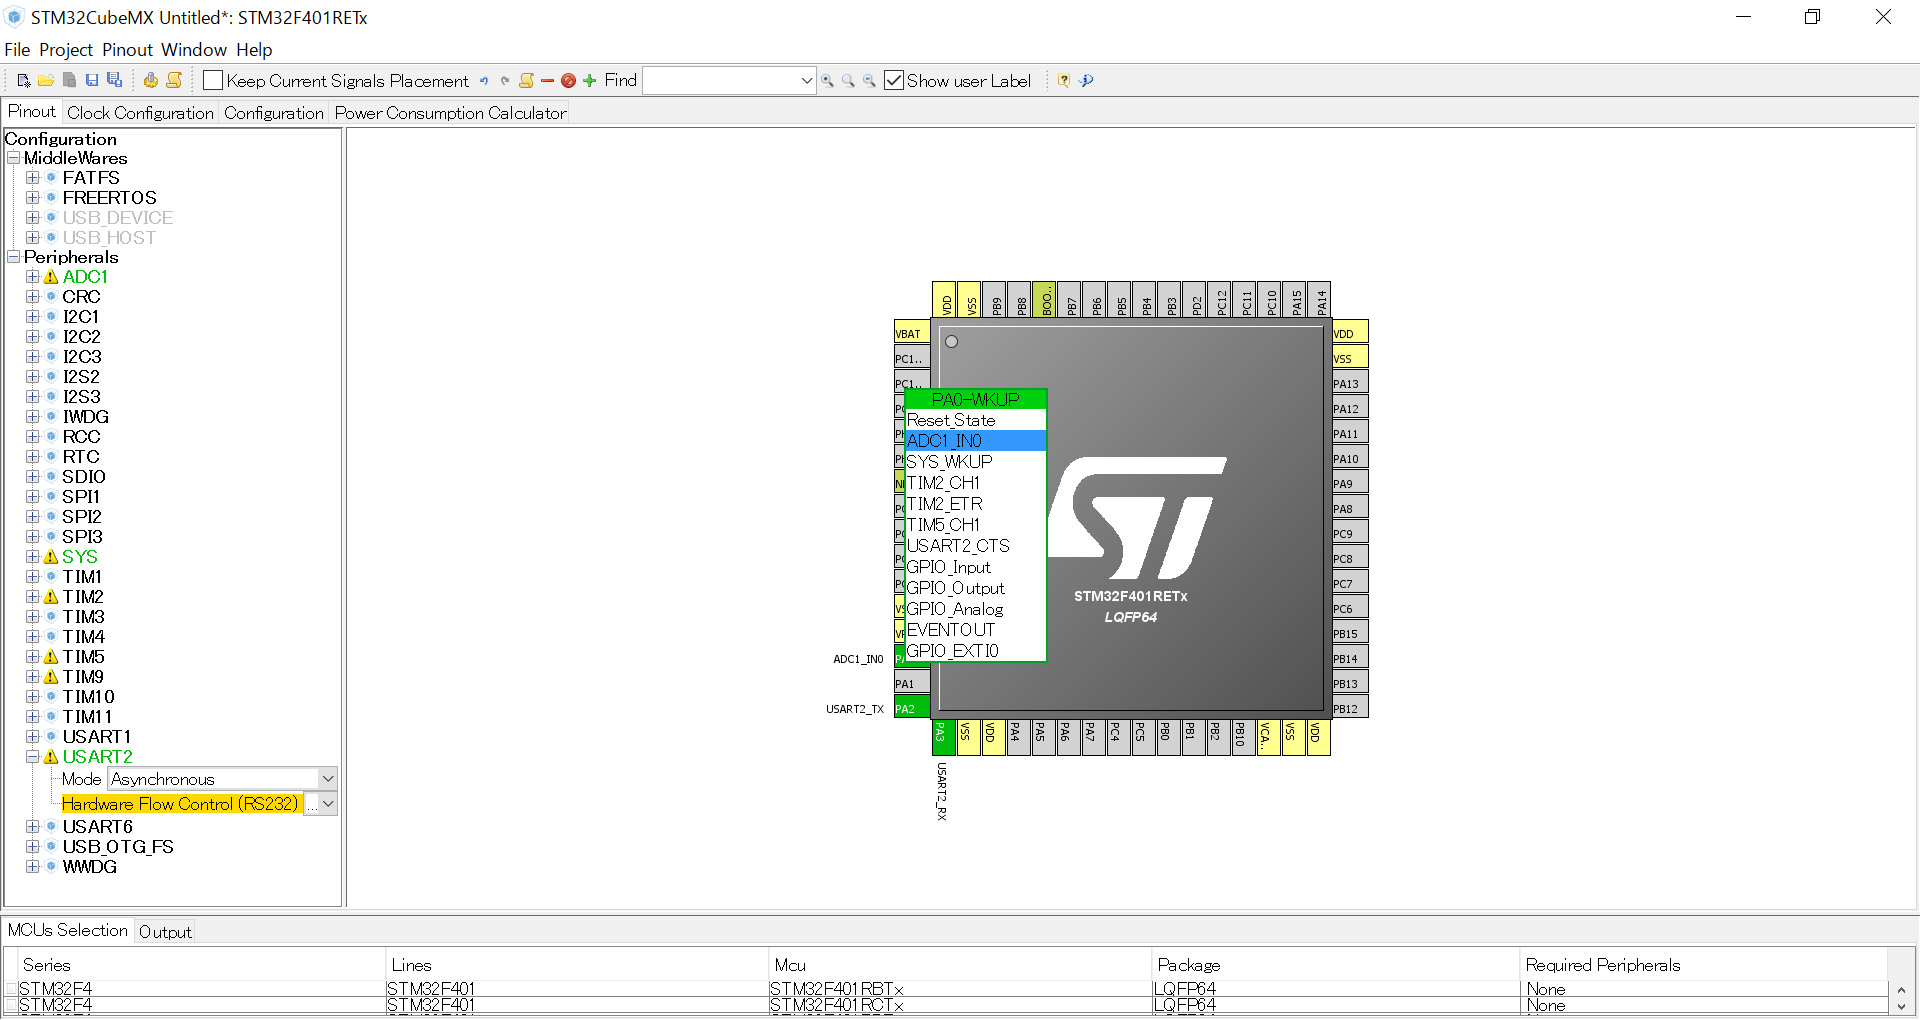 STM32CubeMX Untitled*: STM32F401RETx
File Project Pinout Window Help
Keep Current Signals Placement Find Show user Label
Pinout Clock Configuration Configuration Power Consumption Calculator
Configuration
MiddleWares
FATFS
FREERTOS
USB_DEVICE
USB_HOST
Peripherals
ADC1
CRC
I2C1
I2C2
I2C3
I2S2
I2S3
IWDG
RCC
RTC
SDIO
SPI1
SPI2
SPI3
SYS
TIM1
TIM2
TIM3
TIM4
TIM5
TIM9
TIM10
TIM11
USART1
USART2
Mode Asynchronous
Hardware Flow Control (RS232) ...
USART6
USB_OTG_FS
WWDG
VDD VSS PB9 PB8 BOO.. PB7 PB6 PB5 PB4 PB3 PD2 PC12 PC11 PC10 PA15 PA14
VBAT
PC1..
PC1..
PA0-WKUP
Reset_State
ADC1_IN0
SYS_WKUP
TIM2_CH1
TIM2_ETR
TIM5_CH1
USART2_CTS
GPIO_Input
GPIO_Output
GPIO_Analog
EVENTOUT
GPIO_EXTI0
ADC1_IN0
PA1
USART2_TX PA2
ST
STM32F401RETx
LQFP64
VDD
VSS
PA13
PA12
PA11
PA10
PA9
PA8
PC9
PC8
PC7
PC6
PB15
PB14
PB13
PB12
PA3 VSS VDD PA4 PA5 PA6 PA7 PC4 PC5 PB0 PB1 PB2 PB10 VCA.. VSS VDD
USART2_RX
MCUs Selection Output
Series Lines Mcu Package Required Peripherals
STM32F4 STM32F401 STM32F401RBTx LQFP64 None
STM32F4 STM32F401 STM32F401RCTx LQFP64 None